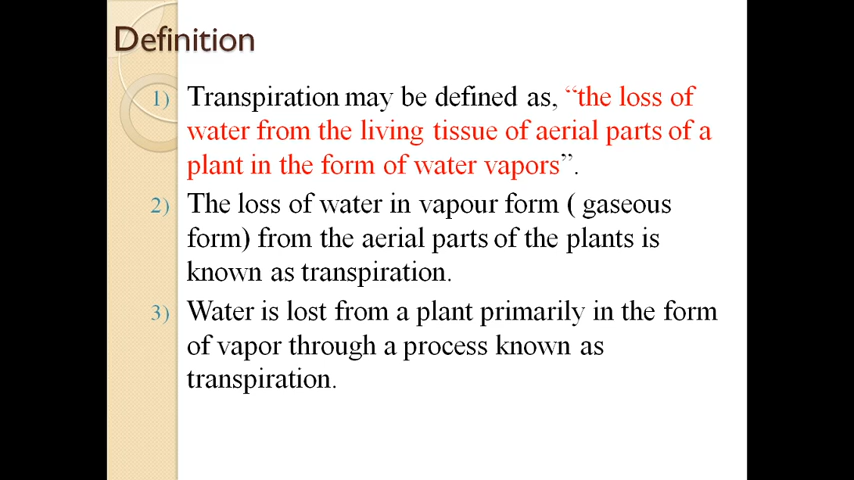 Definition
1) Transpiration may be defined as, “the loss of
water from the living tissue of aerial parts of a
plant in the form of water vapors”.
2) The loss of water in vapour form ( gaseous
form) from the aerial parts of the plants is
known as transpiration.
3) Water is lost from a plant primarily in the form
of vapor through a process known as
transpiration.